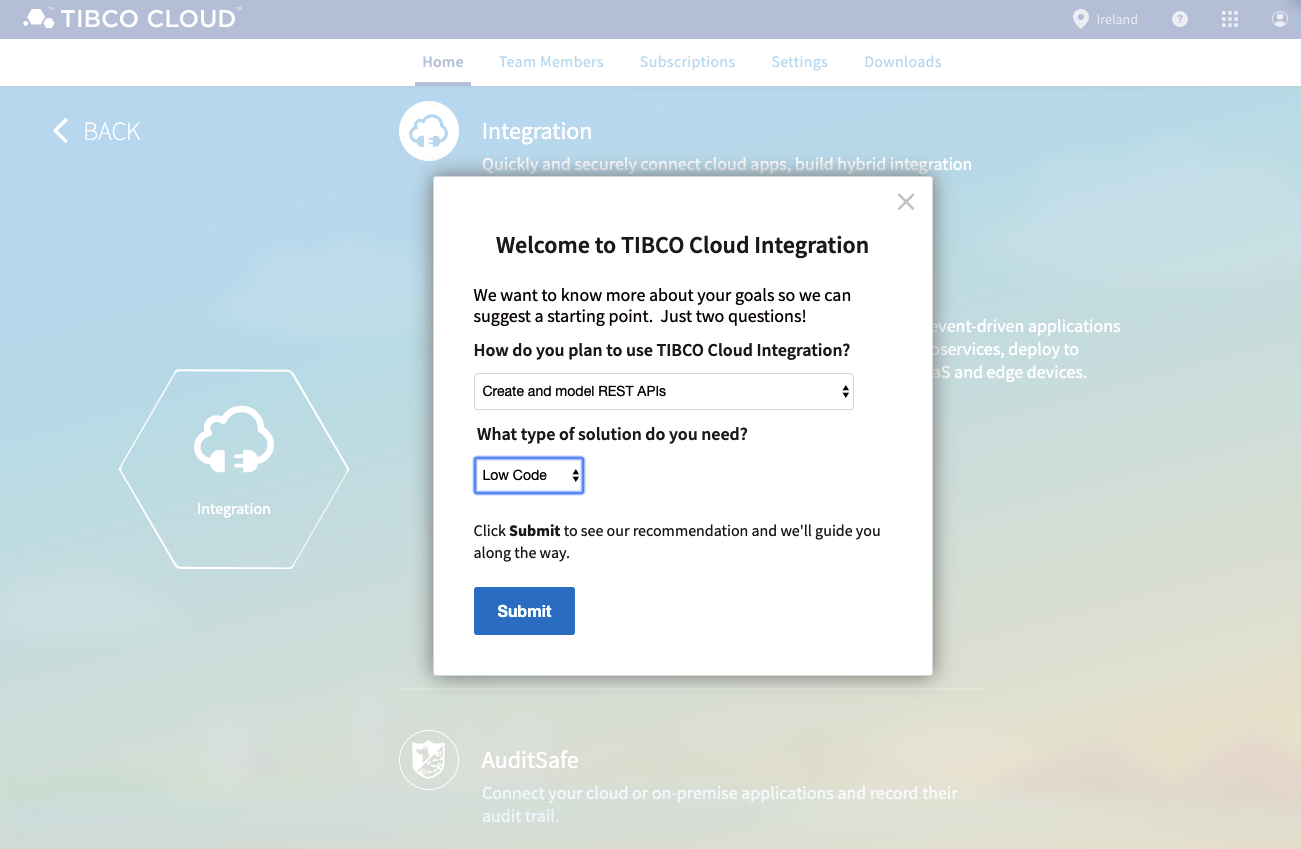 TIBCO CLOUD™
Ireland
?
Home Team Members Subscriptions Settings Downloads
BACK
Integration
Quickly and securely connect cloud apps, build hybrid integration
Welcome to TIBCO Cloud Integration
We want to know more about your goals so we can
suggest a starting point. Just two questions!
How do you plan to use TIBCO Cloud Integration?
Create and model REST APIs
What type of solution do you need?
Low Code
Click Submit to see our recommendation and we'll guide you
along the way.
Submit
event-driven applications
deploy to
and edge devices.
Integration
AuditSafe
Connect your cloud or on-premise applications and record their
audit trail.